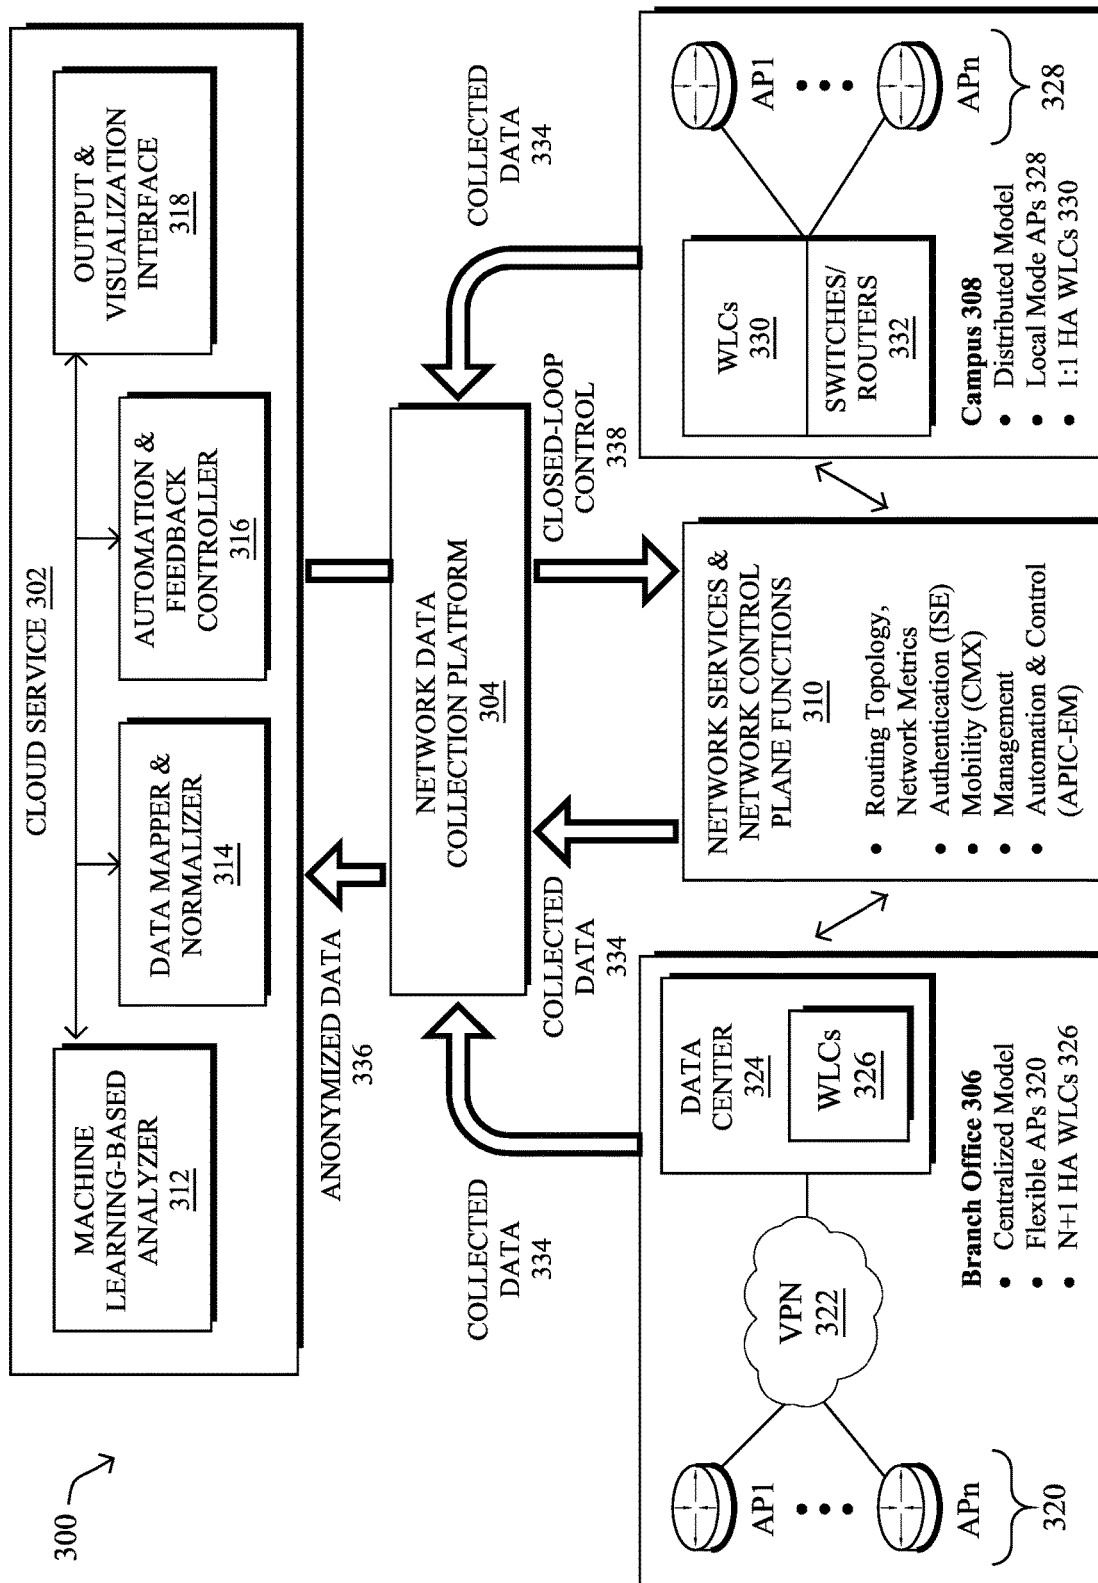 300
CLOUD SERVICE 302
MACHINE
LEARNING-BASED
ANALYZER
312
DATA MAPPER &
NORMALIZER
314
AUTOMATION &
FEEDBACK
CONTROLLER
316
OUTPUT &
VISUALIZATION
INTERFACE
318
ANONYMIZED DATA
336
COLLECTED
DATA
334
NETWORK DATA
COLLECTION PLATFORM
304
COLLECTED
DATA
334
COLLECTED
DATA
334
CLOSED-LOOP
CONTROL
338
AP1
APn
320
VPN
322
DATA
CENTER
324
WLCs
326
Branch Office 306
• Centralized Model
• Flexible APs 320
• N+1 HA WLCs 326
NETWORK SERVICES &
NETWORK CONTROL
PLANE FUNCTIONS
310
• Routing Topology,
Network Metrics
• Authentication (ISE)
• Mobility (CMX)
• Management
• Automation & Control
(APIC-EM)
WLCs
330
SWITCHES/
ROUTERS
332
AP1
APn
328
Campus 308
• Distributed Model
• Local Mode APs 328
• 1:1 HA WLCs 330